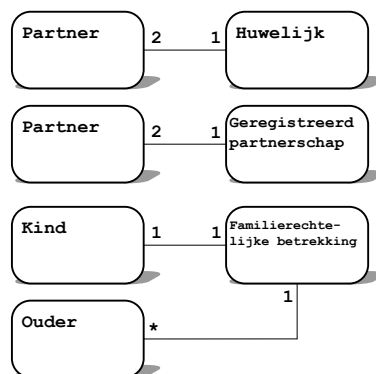 Partner 2 1 Huwelijk
Partner 2 1 Geregistreerd
partnerschap
Kind 1 1 Familierechte-
lijke betrekking
1
Ouder *